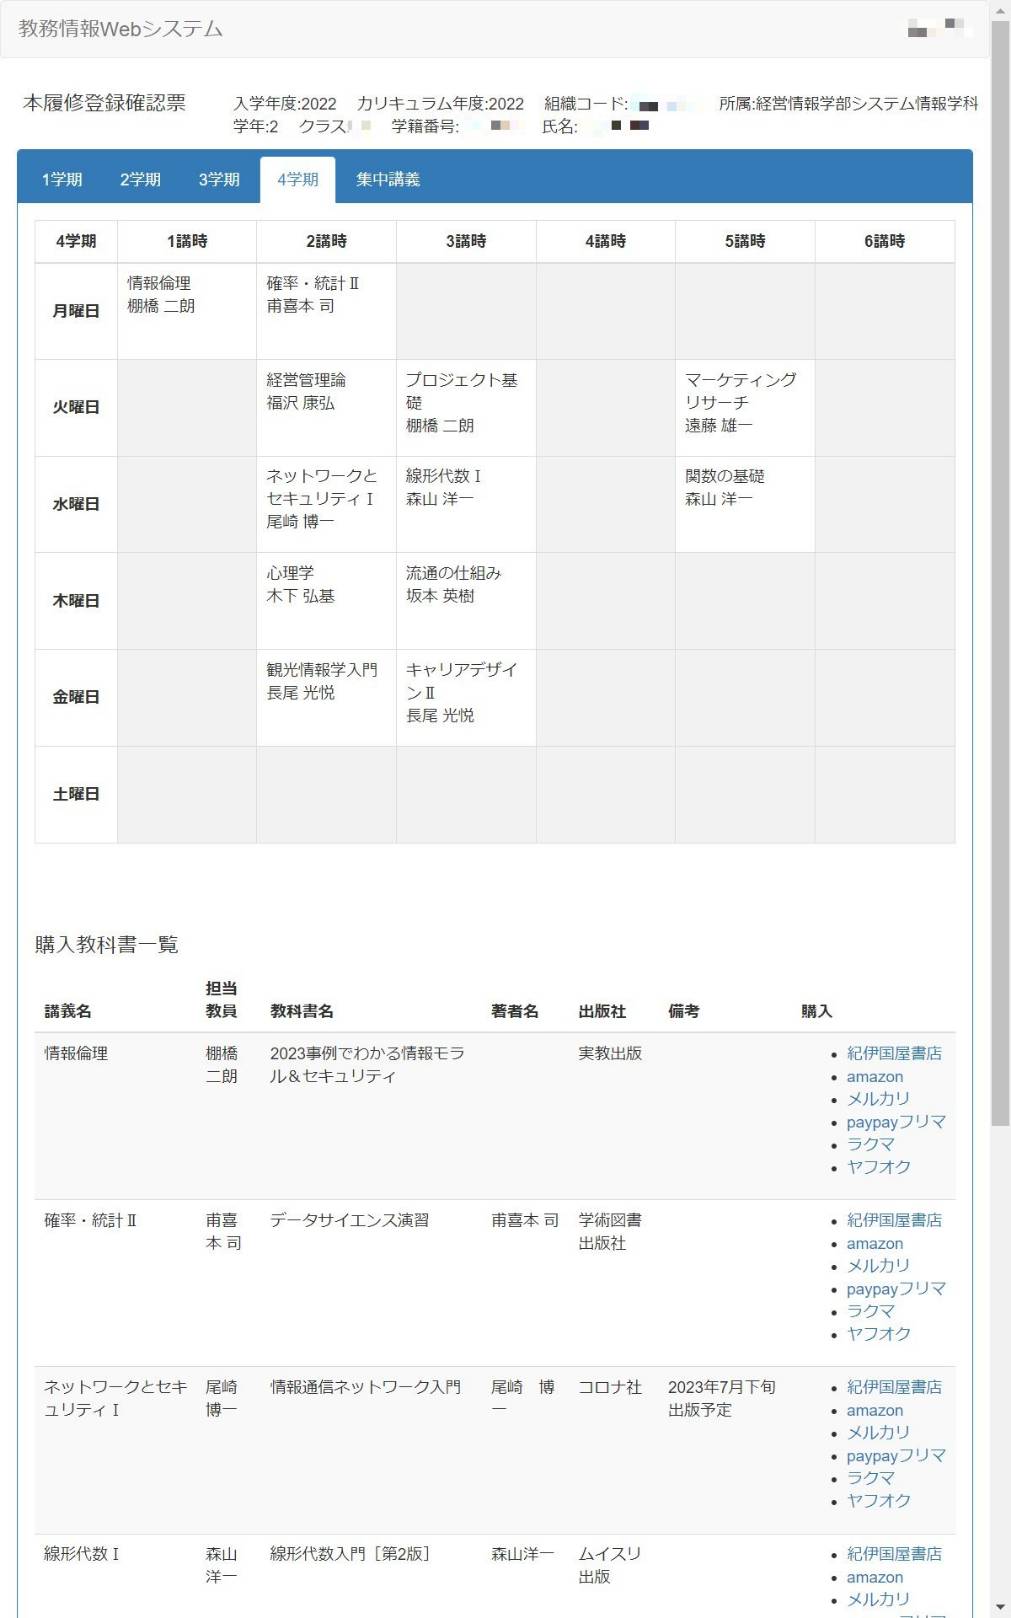 教務情報Webシステム
本履修登録確認票
入学年度:2022 カリキュラム年度:2022 組織コード: 所属:経営情報学部システム情報学科
学年:2 クラス 学籍番号: 氏名:
1学期 2学期 3学期 4学期 集中講義
4学期 1講時 2講時 3講時 4講時 5講時 6講時
月曜日
情報倫理
棚橋 二朗
確率・統計Ⅱ
甫喜本 司
火曜日
経営管理論
福沢 康弘
プロジェクト基
礎
棚橋 二朗
マーケティング
リサーチ
遠藤 雄一
水曜日
ネットワークと
セキュリティⅠ
尾崎 博一
線形代数Ⅰ
森山 洋一
関数の基礎
森山 洋一
木曜日
心理学
木下 弘基
流通の仕組み
坂本 英樹
金曜日
観光情報学入門
長尾 光悦
キャリアデザイ
ンⅡ
長尾 光悦
土曜日
購入教科書一覧
講義名
担当
教員
教科書名 著者名 出版社 備考 購入
情報倫理
棚橋
二朗
2023事例でわかる情報モラ
ル＆セキュリティ
実教出版
紀伊国屋書店
amazon
メルカリ
paypayフリマ
ラクマ
ヤフオク
確率・統計Ⅱ
甫喜
本 司
データサイエンス演習
甫喜本 司
学術図書
出版社
紀伊国屋書店
amazon
メルカリ
paypayフリマ
ラクマ
ヤフオク
ネットワークとセキ
ュリティⅠ
尾崎
博一
情報通信ネットワーク入門
尾崎　博
一
コロナ社
2023年7月下旬
出版予定
紀伊国屋書店
amazon
メルカリ
paypayフリマ
ラクマ
ヤフオク
線形代数Ⅰ
森山
洋一
線形代数入門［第2版］
森山洋一
ムイスリ
出版
紀伊国屋書店
amazon
メルカリ